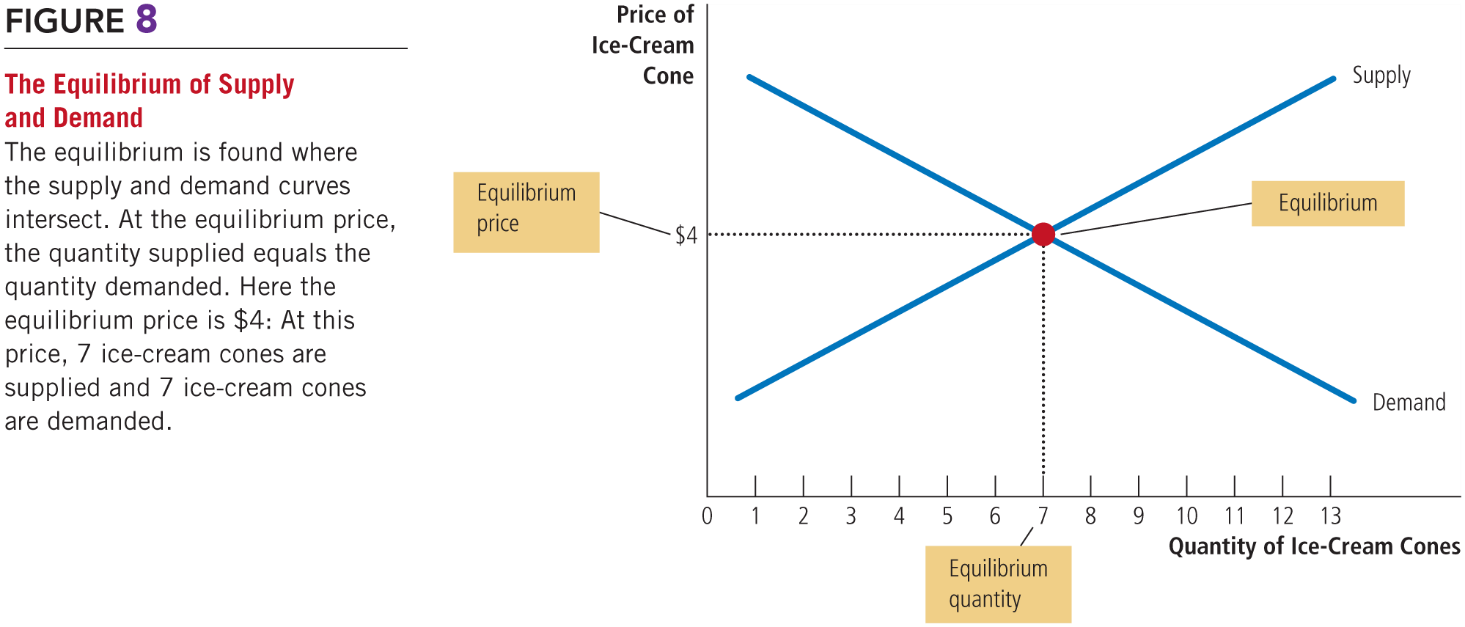 FIGURE 8
The Equilibrium of Supply
and Demand
The equilibrium is found where
the supply and demand curves
intersect. At the equilibrium price,
the quantity supplied equals the
quantity demanded. Here the
equilibrium price is $4: At this
price, 7 ice-cream cones are
supplied and 7 ice-cream cones
are demanded.
Price of
Ice-Cream
Cone
Supply
Equilibrium
price
Equilibrium
$4
Demand
0 1 2 3 4 5 6 7 8 9 10 11 12 13
Quantity of Ice-Cream Cones
Equilibrium
quantity